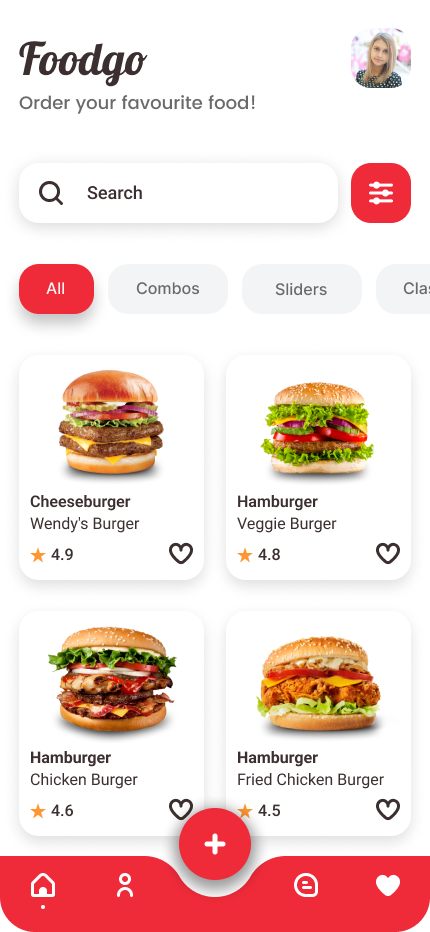 Foodgo
Order your favourite food!
Search
All
Combos
Sliders
Clas
Cheeseburger
Wendy's Burger
4.9
Hamburger
Veggie Burger
4.8
Hamburger
Chicken Burger
4.6
Hamburger
Fried Chicken Burger
4.5